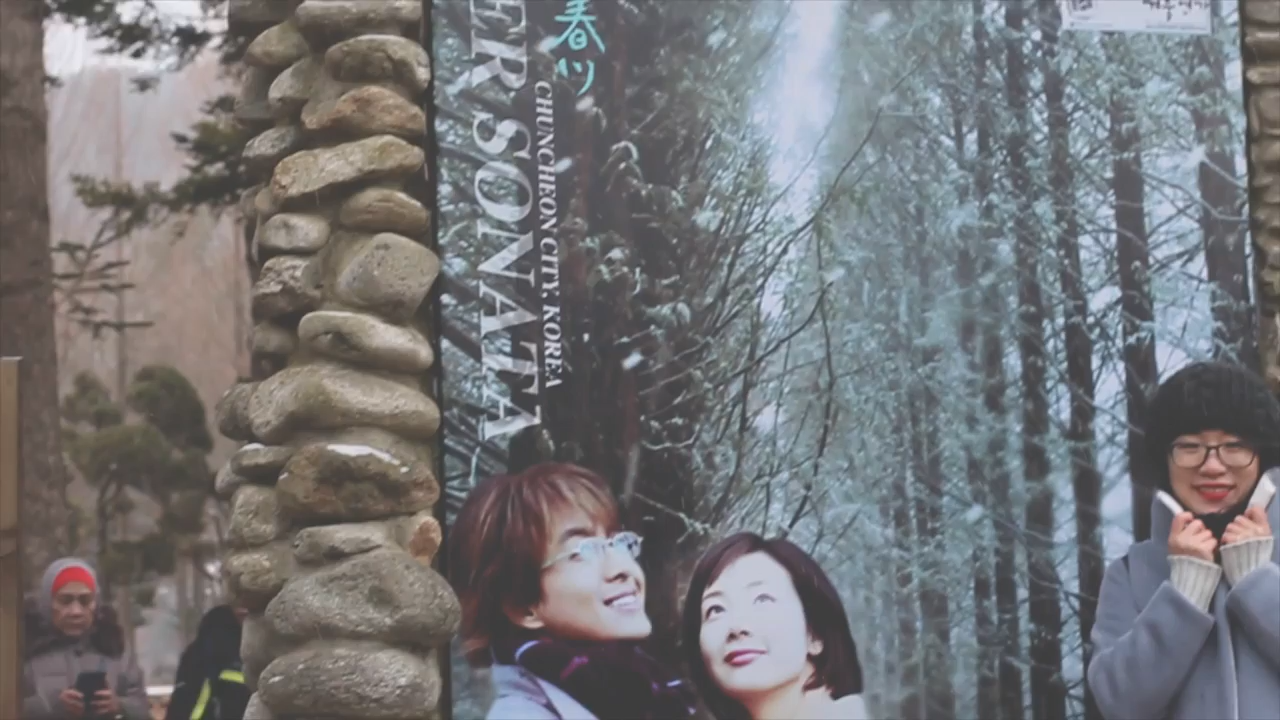 ER SONATA
CHUNCHEON CITY, KOREA
春川